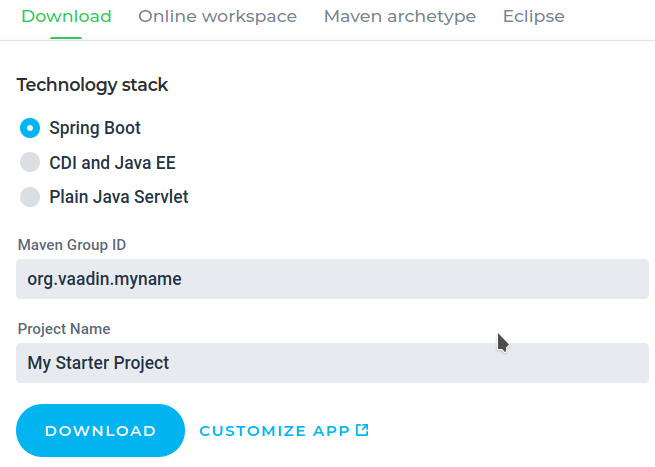 Download Online workspace Maven archetype Eclipse
Technology stack
Spring Boot
CDI and Java EE
Plain Java Servlet
Maven Group ID
org.vaadin.myname
Project Name
My Starter Project
DOWNLOAD CUSTOMIZE APP